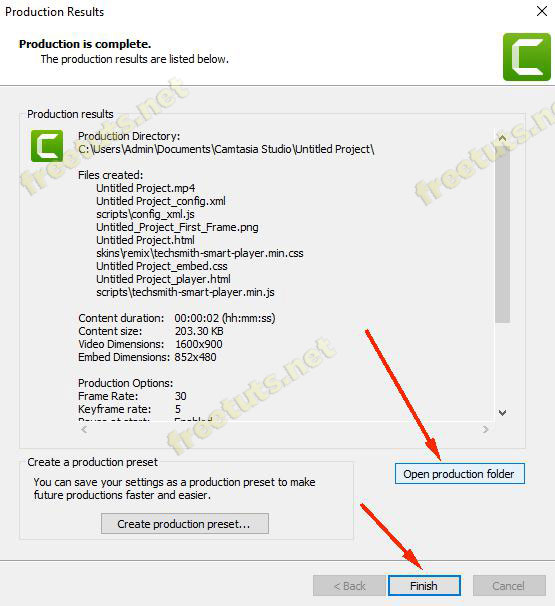 Production Results
Production is complete.
The production results are listed below.
Production results
Production Directory:
C:\Users\Admin\Documents\Camtasia Studio\Untitled Project\
Files created:
Untitled Project.mp4
Untitled Project_config.xml
scripts\config_xml.js
Untitled_Project_First_Frame.png
Untitled Project.html
skins\remix\techsmith-smart-player.min.css
Untitled Project_embed.css
Untitled Project_player.html
scripts\techsmith-smart-player.min.js
Content duration: 00:00:02 (hh:mm:ss)
Content size: 203.30 KB
Video Dimensions: 1600x900
Embed Dimensions: 852x480
Production Options:
Frame Rate: 30
Keyframe rate: 5
Pause at start: Enabled
Create a production preset
You can save your settings as a production preset to make
future productions faster and easier.
Create production preset...
Open production folder
< Back
Finish
Cancel
freetuts.net
freetuts.net
freetuts.net